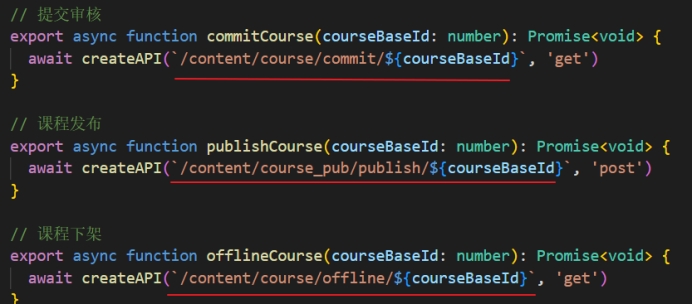 // 提交审核
export async function commitCourse(courseBaseId: number): Promise<void> {
  await createAPI(`/content/course/commit/${courseBaseId}`, 'get')
}
// 课程发布
export async function publishCourse(courseBaseId: number): Promise<void> {
  await createAPI(`/content/course_pub/publish/${courseBaseId}`, 'post')
}
// 课程下架
export async function offlineCourse(courseBaseId: number): Promise<void> {
  await createAPI(`/content/course/offline/${courseBaseId}`, 'get')
}